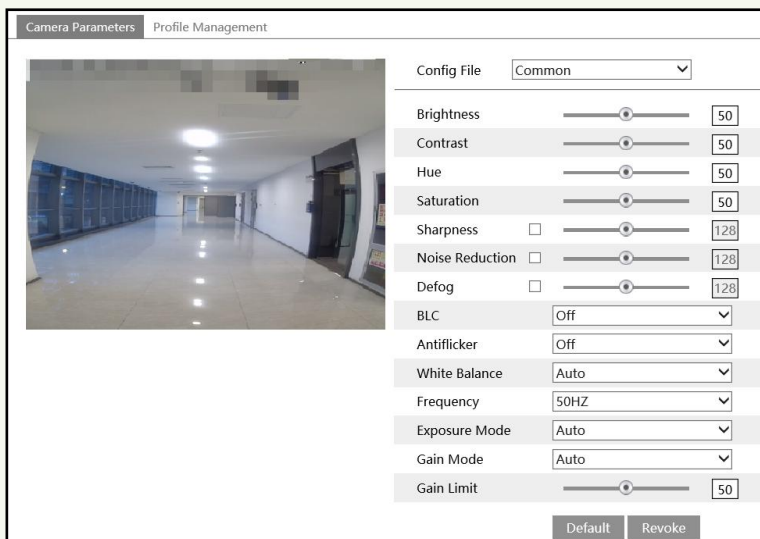 Camera Parameters Profile Management
Config File Common
Brightness 50
Contrast 50
Hue 50
Saturation 50
Sharpness 128
Noise Reduction 128
Defog 128
BLC Off
Antiflicker Off
White Balance Auto
Frequency 50HZ
Exposure Mode Auto
Gain Mode Auto
Gain Limit 50
Default Revoke